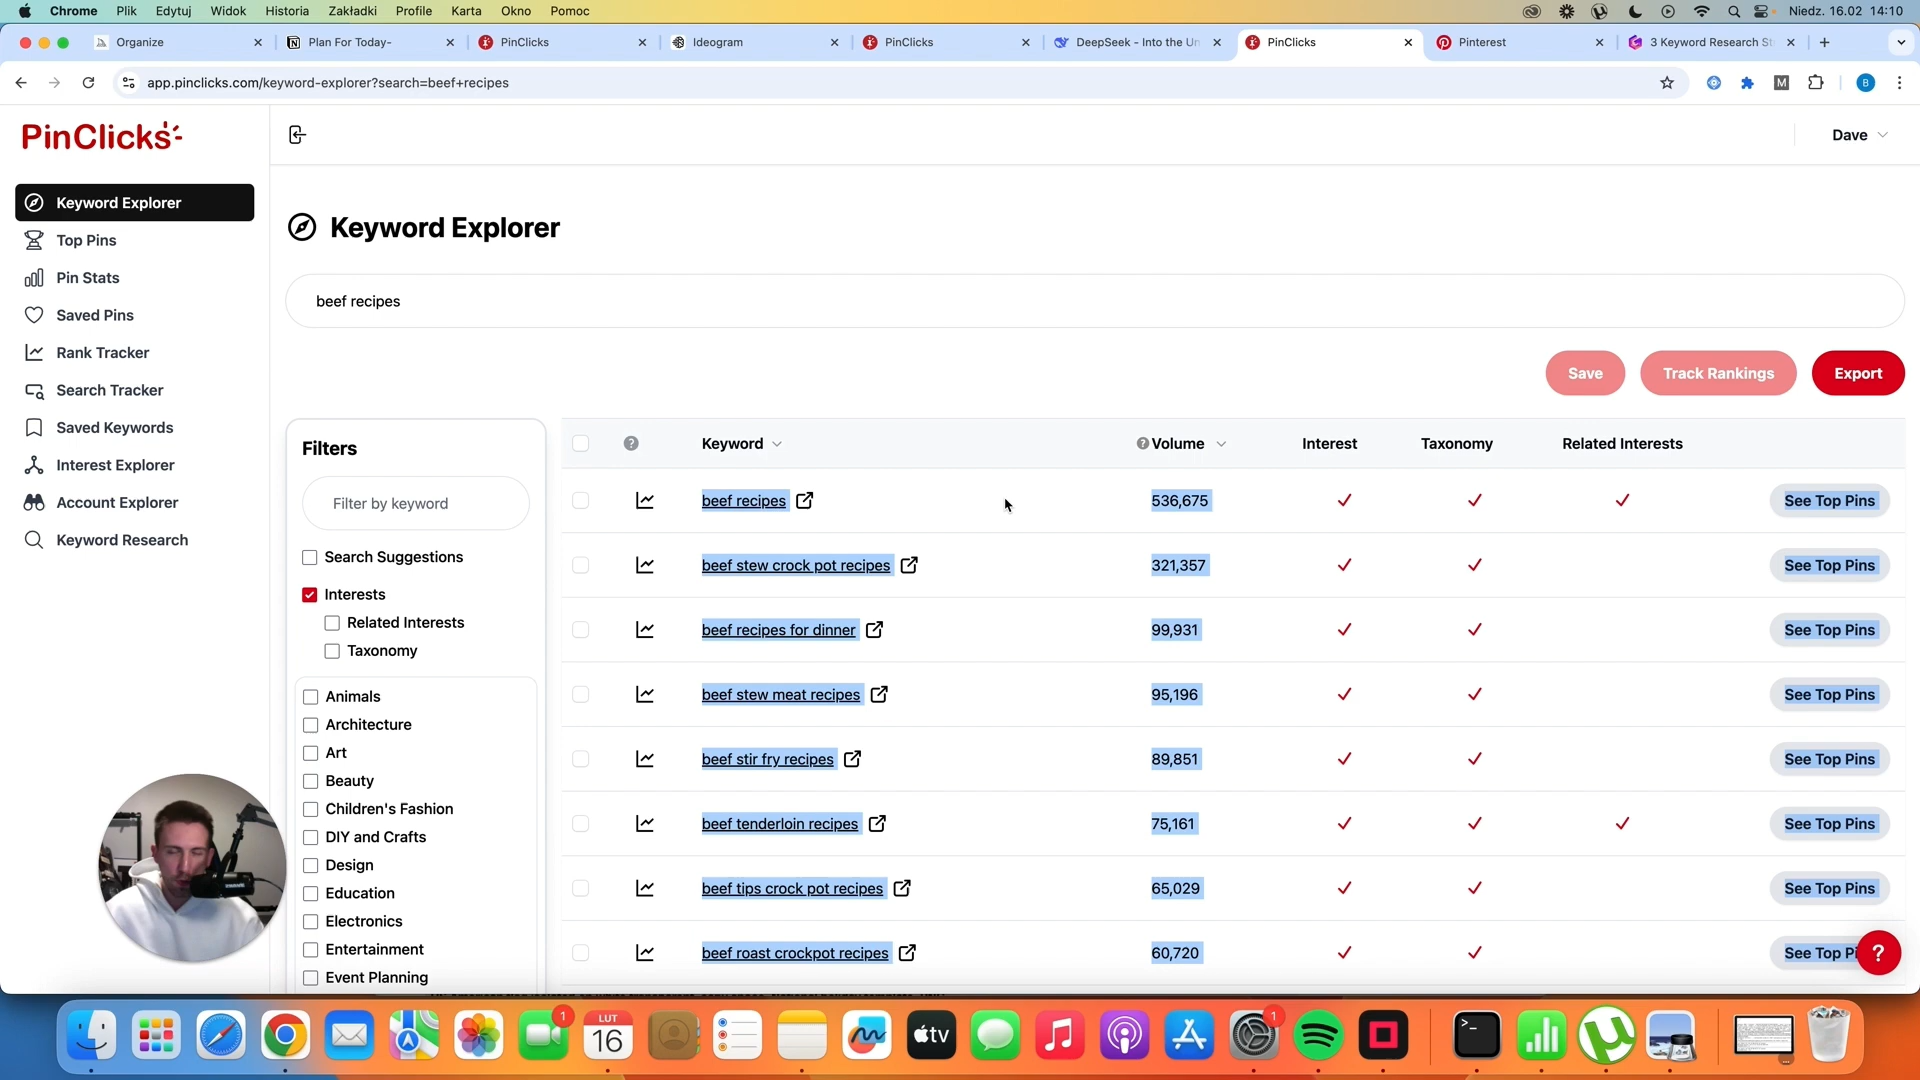 Chrome Plik Edytuj Widok Historia Zakładki Profile Karta Okno Pomoc Niedz. 16.02 14:10
Organize Plan For Today- PinClicks Ideogram PinClicks DeepSeek - Into the Un PinClicks Pinterest 3 Keyword Research St
app.pinclicks.com/keyword-explorer?search=beef+recipes M B
PinClicks
Dave
Keyword Explorer
Top Pins
Pin Stats
Saved Pins
Rank Tracker
Search Tracker
Saved Keywords
Interest Explorer
Account Explorer
Keyword Research
Keyword Explorer
beef recipes
Save Track Rankings Export
Filters
Filter by keyword
Search Suggestions
Interests
Related Interests
Taxonomy
Animals
Architecture
Art
Beauty
Children's Fashion
DIY and Crafts
Design
Education
Electronics
Entertainment
Event Planning
? Keyword ? Volume Interest Taxonomy Related Interests
beef recipes 536,675 See Top Pins
beef stew crock pot recipes 321,357 See Top Pins
beef recipes for dinner 99,931 See Top Pins
beef stew meat recipes 95,196 See Top Pins
beef stir fry recipes 89,851 See Top Pins
beef tenderloin recipes 75,161 See Top Pins
beef tips crock pot recipes 65,029 See Top Pins
beef roast crockpot recipes 60,720 See Top Pi
?
1 LUT 16 tv 1